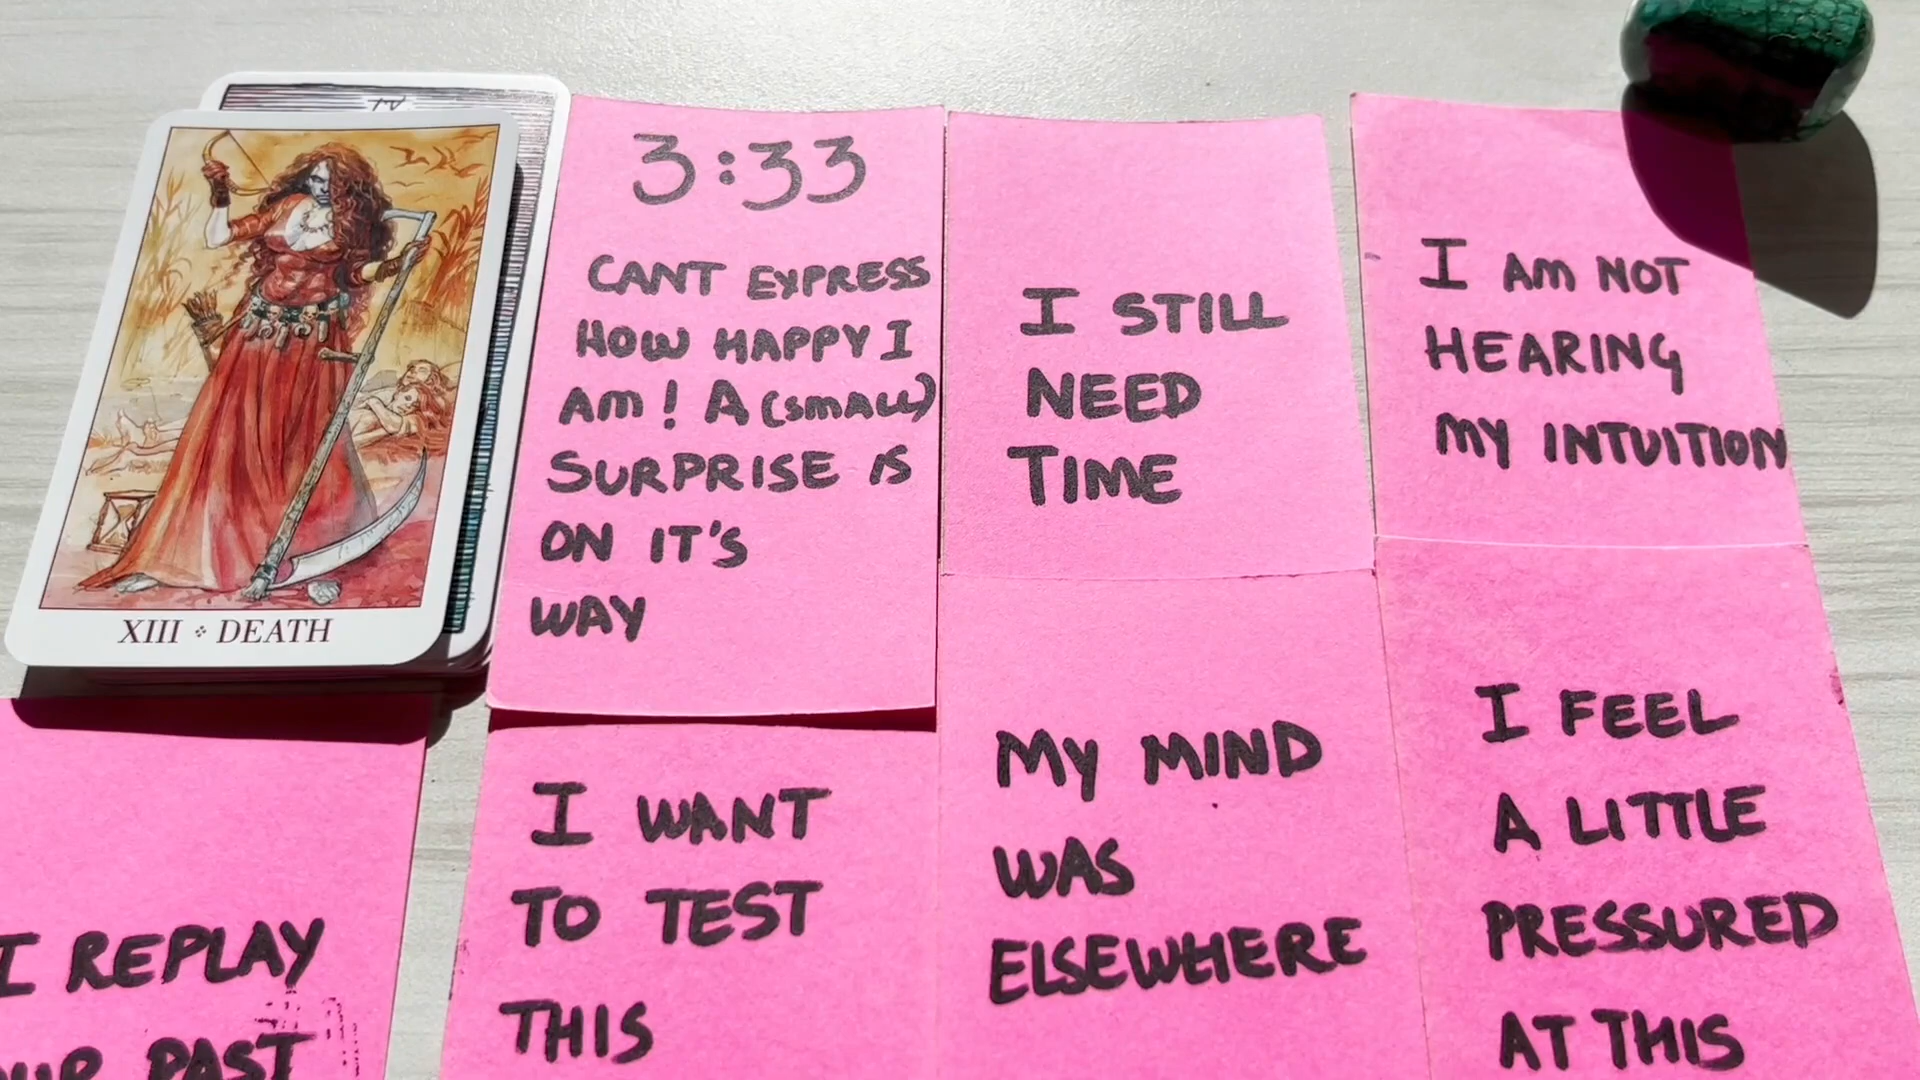 XIII DEATH
3:33
CANT EXPRESS
HOW HAPPY I
AM! A (SMALL)
SURPRISE IS
ON IT'S
WAY
I STILL
NEED
TIME
I AM NOT
HEARING
MY INTUITION
I REPLAY
PAST
I WANT
TO TEST
THIS
MY MIND
WAS
ELSEWHERE
I FEEL
A LITTLE
PRESSURED
AT THIS